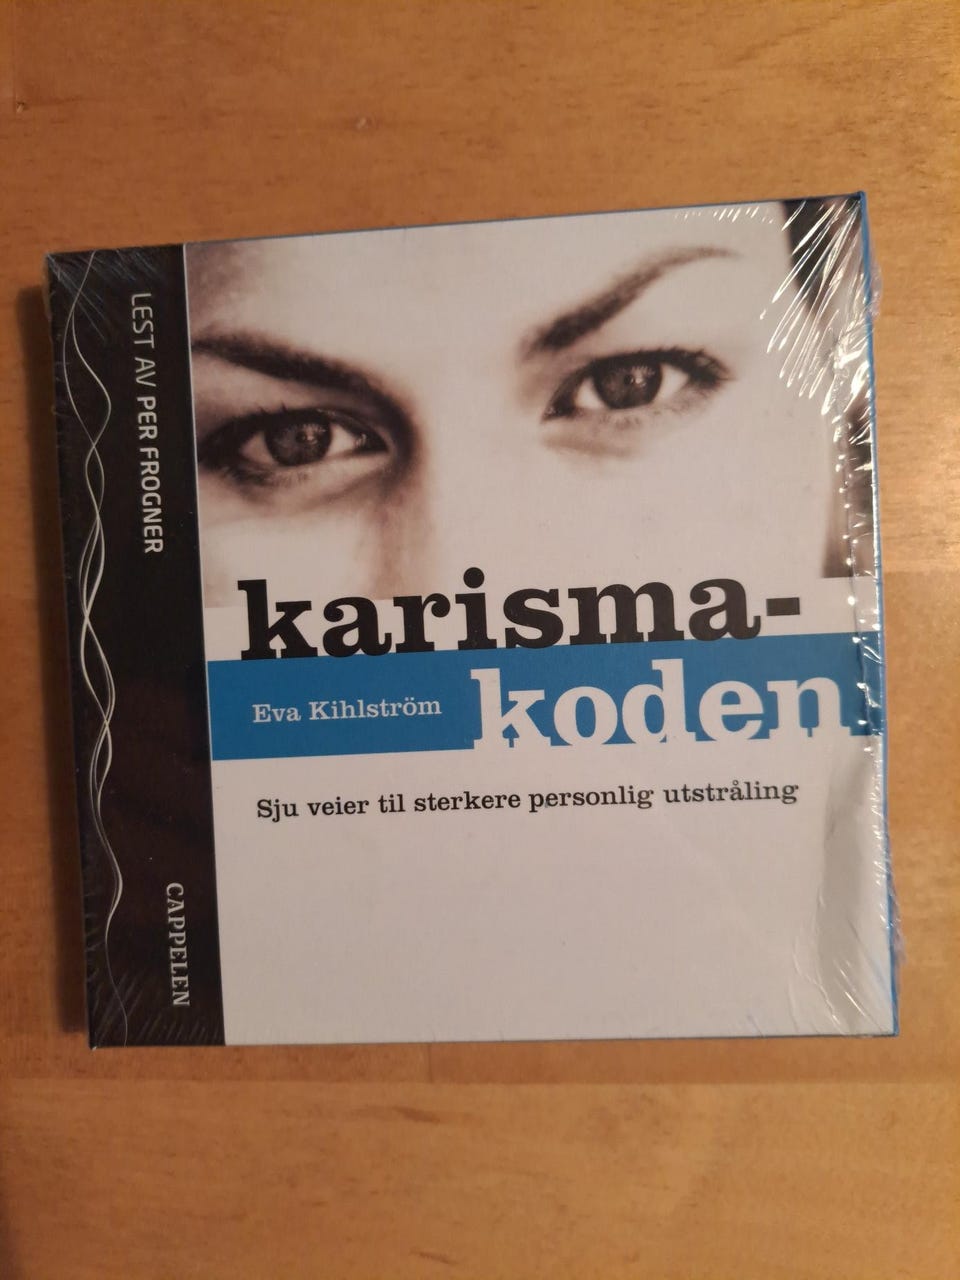 LEST AV PER FROGNER
karisma-
koden
Eva Kihlström
Sju veier til sterkere personlig utstråling
CAPPELEN